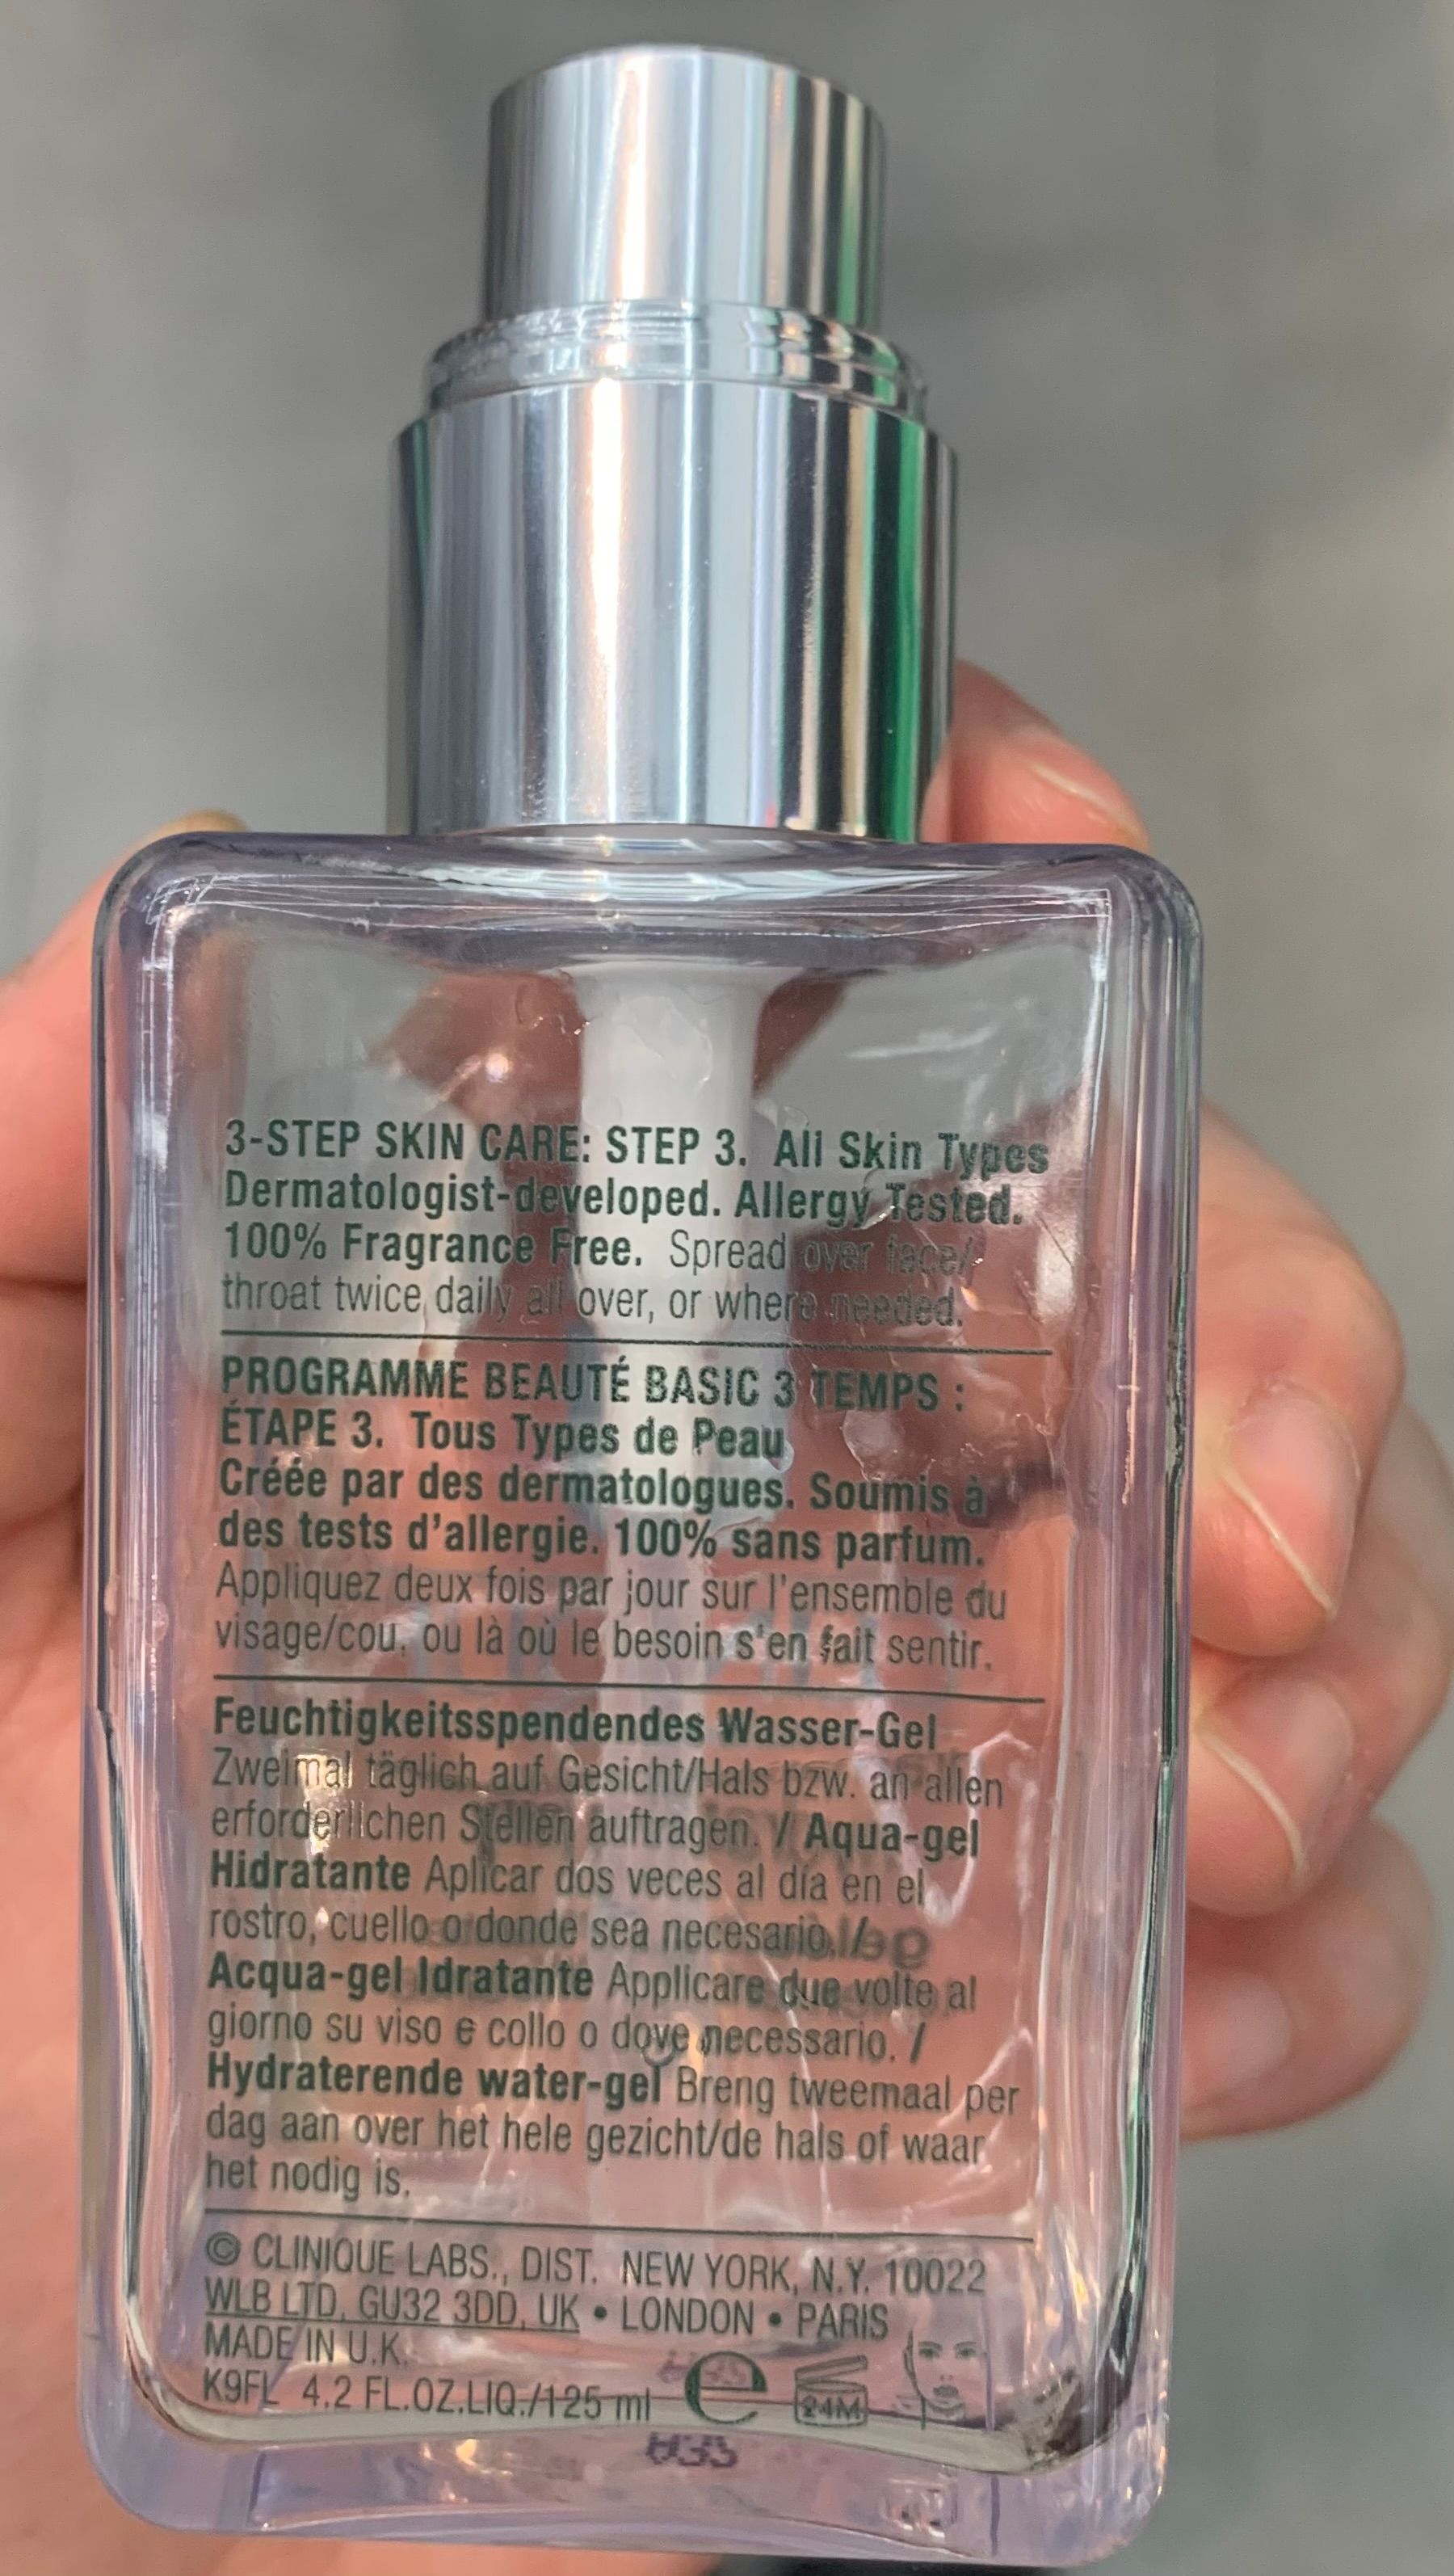 3-STEP SKIN CARE: STEP 3. All Skin Types
Dermatologist-developed. Allergy Tested.
100% Fragrance Free. Spread over face/
throat twice daily all over, or where needed.
PROGRAMME BEAUTÉ BASIC 3 TEMPS :
ÉTAPE 3. Tous Types de Peau
Créée par des dermatologues. Soumis à
des tests d'allergie. 100% sans parfum.
Appliquez deux fois par jour sur l'ensemble du
visage/cou, ou là où le besoin s'en fait sentir.
Feuchtigkeitsspendendes Wasser-Gel
Zweimal täglich auf Gesicht/Hals bzw. an allen
erforderlichen Stellen auftragen. / Aqua-gel
Hidratante Aplicar dos veces al día en el
rostro, cuello o donde sea necesario. /
Acqua-gel Idratante Applicare due volte al
giorno su viso e collo o dove necessario. /
Hydraterende water-gel Breng tweemaal per
dag aan over het hele gezicht/de hals of waar
het nodig is.
© CLINIQUE LABS., DIST. NEW YORK, N.Y. 10022
WLB LTD, GU32 3DD, UK • LONDON • PARIS
MADE IN U.K.
K9FL 4.2 FL.OZ.LIQ./125 ml e 24M